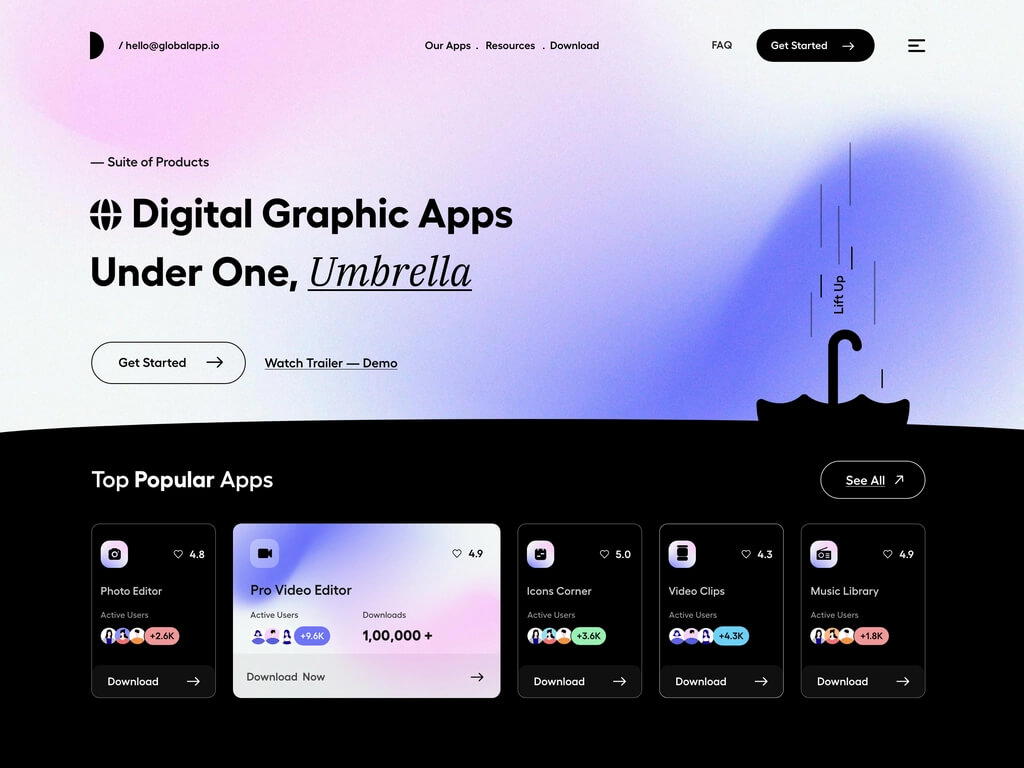 / hello@globalapp.io
Our Apps . Resources . Download
FAQ
Get Started
— Suite of Products
Digital Graphic Apps
Under One, Umbrella
Lift Up
Get Started
Watch Trailer — Demo
Top Popular Apps
See All
4.8
Photo Editor
Active Users
+2.6K
Download
4.9
Pro Video Editor
Active Users
Downloads
+9.6K
1,00,000 +
Download Now
5.0
Icons Corner
Active Users
+3.6K
Download
4.3
Video Clips
Active Users
+4.3K
Download
4.9
Music Library
Active Users
+1.8K
Download